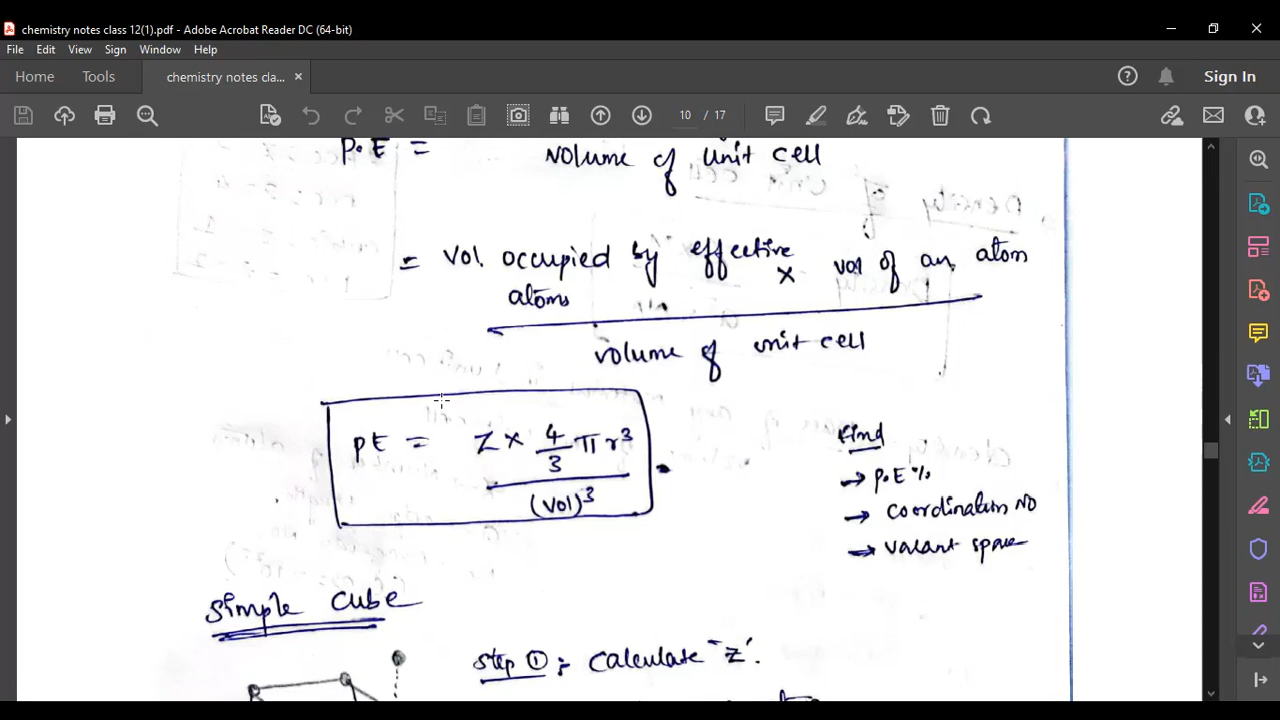 chemistry notes class 12(1).pdf - Adobe Acrobat Reader DC (64-bit)
File Edit View Sign Window Help
Home Tools chemistry notes cla... × Sign In
10 / 17
P.E =
volume of unit cell
= vol. occupied by effective atoms × vol of an atom
volume of unit cell
PE = Z × 4/3 π r³
(vol)³
Find
→ P.E %
→ coordination NO
→ vacant space
Simple cube
Step ①: calculate "Z".